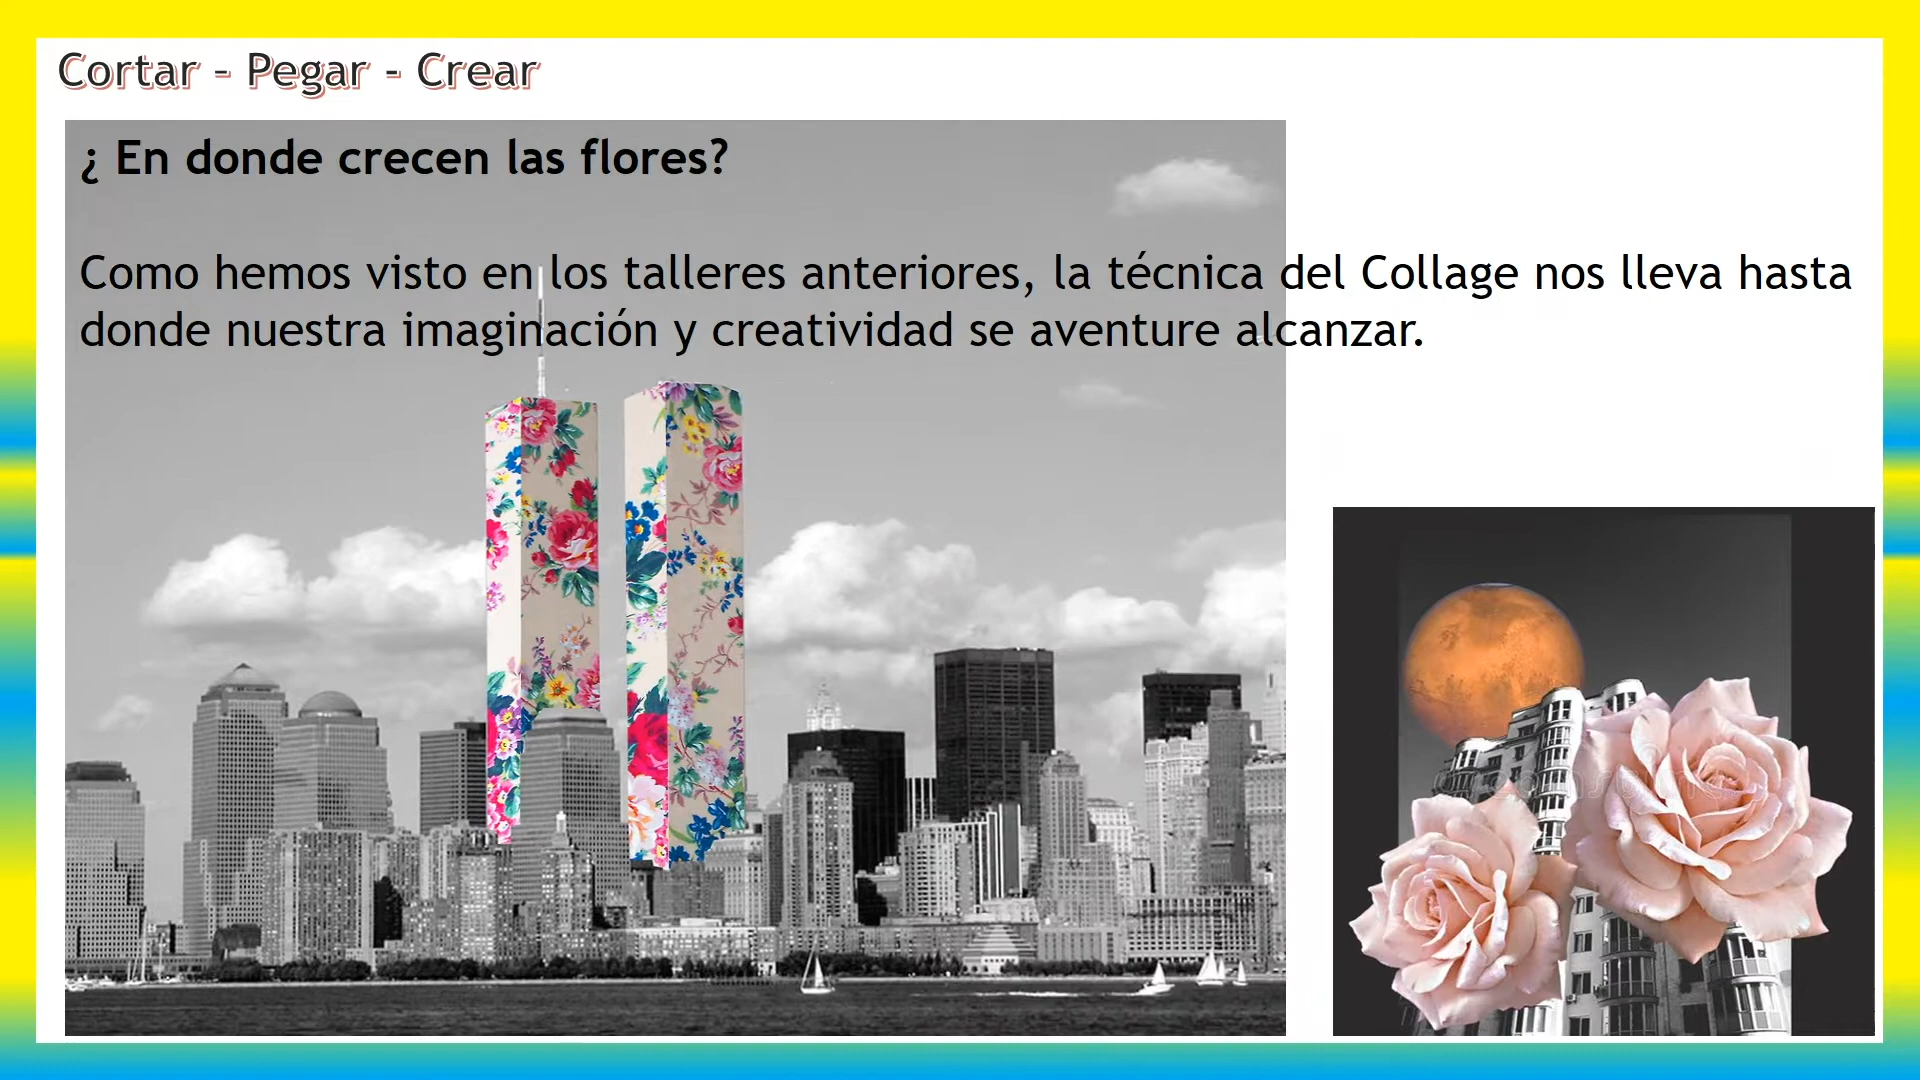 Cortar - Pegar - Crear
¿ En donde crecen las flores?
Como hemos visto en los talleres anteriores, la técnica del Collage nos lleva hasta
donde nuestra imaginación y creatividad se aventure alcanzar.